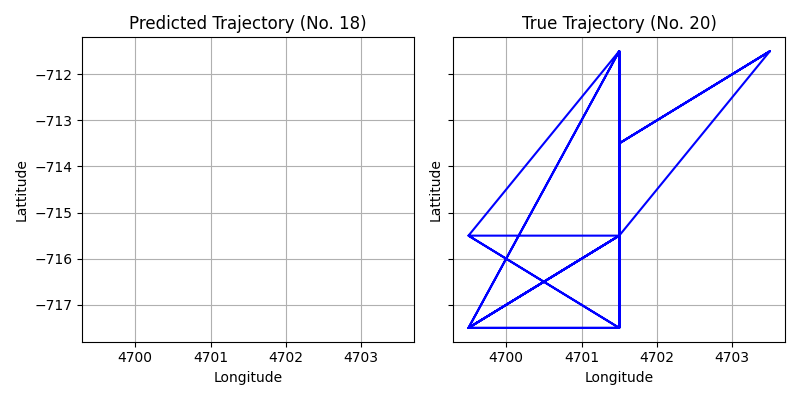 Predicted Trajectory (No. 18)
True Trajectory (No. 20)
Lattitude
−712
−713
−714
−715
−716
−717
4700 4701 4702 4703
Longitude
Lattitude
4700 4701 4702 4703
Longitude